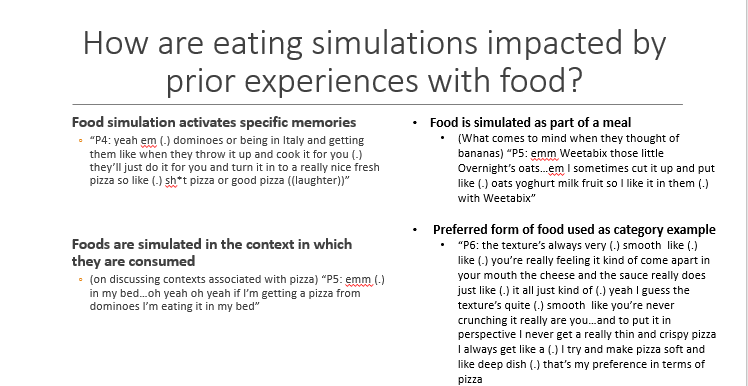 How are eating simulations impacted by
prior experiences with food?
Food simulation activates specific memories
“P4: yeah em (.) dominoes or being in Italy and getting
them like when they throw it up and cook it for you (.)
they’ll just do it for you and turn it in to a really nice fresh
pizza so like (.) sh*t pizza or good pizza ((laughter))”
Foods are simulated in the context in which
they are consumed
(on discussing contexts associated with pizza) “P5: emm (.)
in my bed…oh yeah oh yeah if I’m getting a pizza from
dominoes I’m eating it in my bed”
Food is simulated as part of a meal
(What comes to mind when they thought of
bananas) “P5: emm Weetabix those little
Overnight’s oats…em I sometimes cut it up and put
like (.) oats yoghurt milk fruit so I like it in them (.)
with Weetabix”
Preferred form of food used as category example
“P6: the texture’s always very (.) smooth like (.)
like (.) you’re really feeling it kind of come apart in
your mouth the cheese and the sauce really does
just like (.) it all just kind of (.) yeah I guess the
texture’s quite (.) smooth like you’re never
crunching it really are you…and to put it in
perspective I never get a really thin and crispy pizza
I always get like a (.) I try and make pizza soft and
like deep dish (.) that’s my preference in terms of
pizza